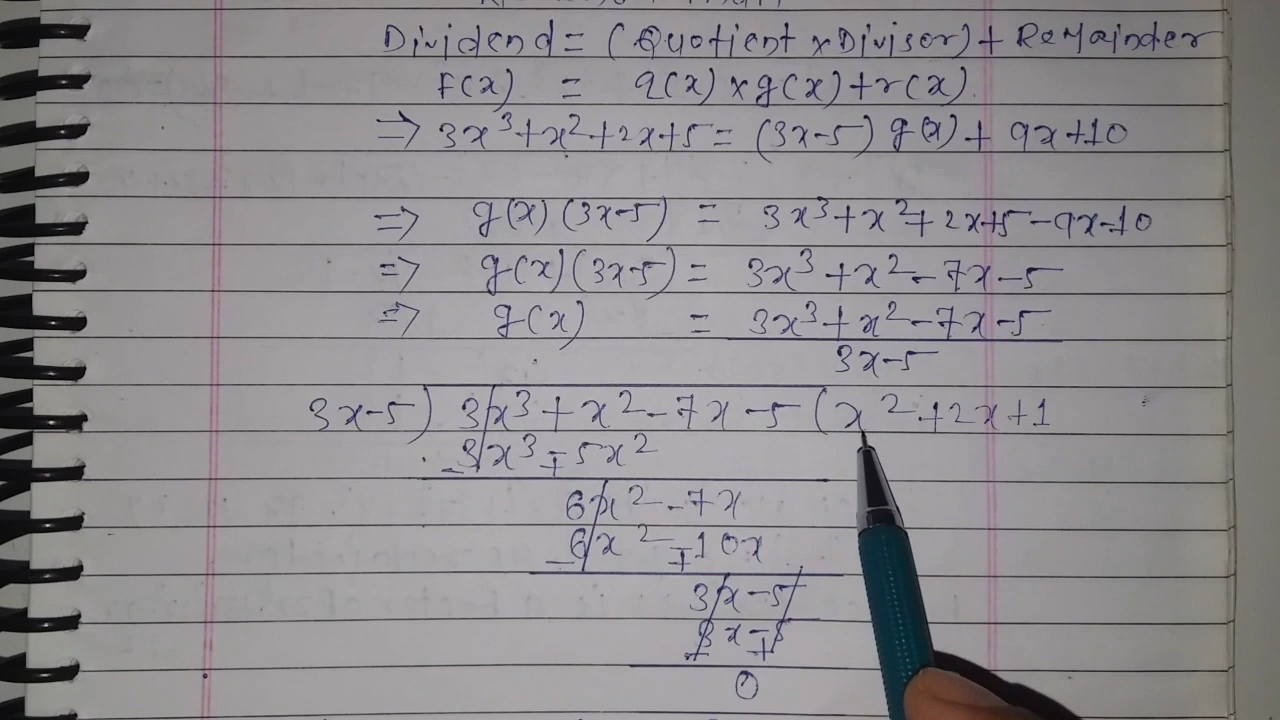 Dividend = (Quotient × Divisor) + Remainder
F(x) = q(x) × g(x) + r(x).
⇒ 3x³ + x² + 2x + 5 = (3x-5) g(x) + 9x + 10
⇒ g(x) (3x-5) = 3x³ + x² + 2x + 5 - 9x - 10
⇒ g(x) (3x-5) = 3x³ + x² - 7x - 5
⇒ g(x) = 3x³ + x² - 7x - 5
3x-5
3x-5) 3x³ + x² - 7x - 5 (x² + 2x + 1
3x³ - 5x²
- +
6x² - 7x
6x² - 10x
- +
3x - 5
3x - 5
- +
0